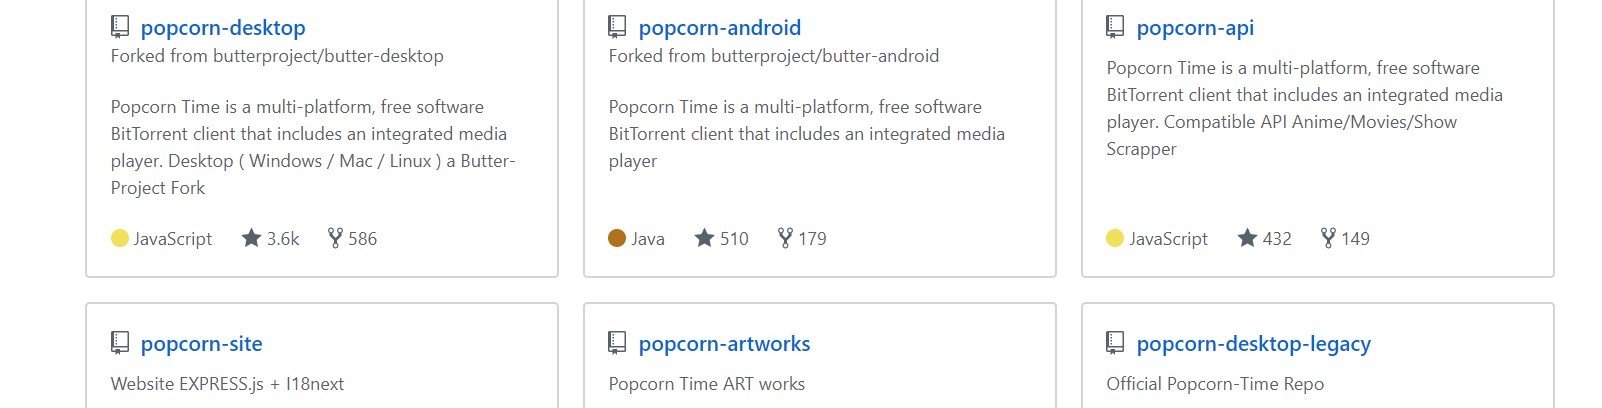 popcorn-desktop
Forked from butterproject/butter-desktop
Popcorn Time is a multi-platform, free software
BitTorrent client that includes an integrated media
player. Desktop ( Windows / Mac / Linux ) a Butter-
Project Fork
JavaScript 3.6k 586
popcorn-android
Forked from butterproject/butter-android
Popcorn Time is a multi-platform, free software
BitTorrent client that includes an integrated media
player
Java 510 179
popcorn-api
Popcorn Time is a multi-platform, free software
BitTorrent client that includes an integrated media
player. Compatible API Anime/Movies/Show
Scrapper
JavaScript 432 149
popcorn-site
Website EXPRESS.js + I18next
popcorn-artworks
Popcorn Time ART works
popcorn-desktop-legacy
Official Popcorn-Time Repo